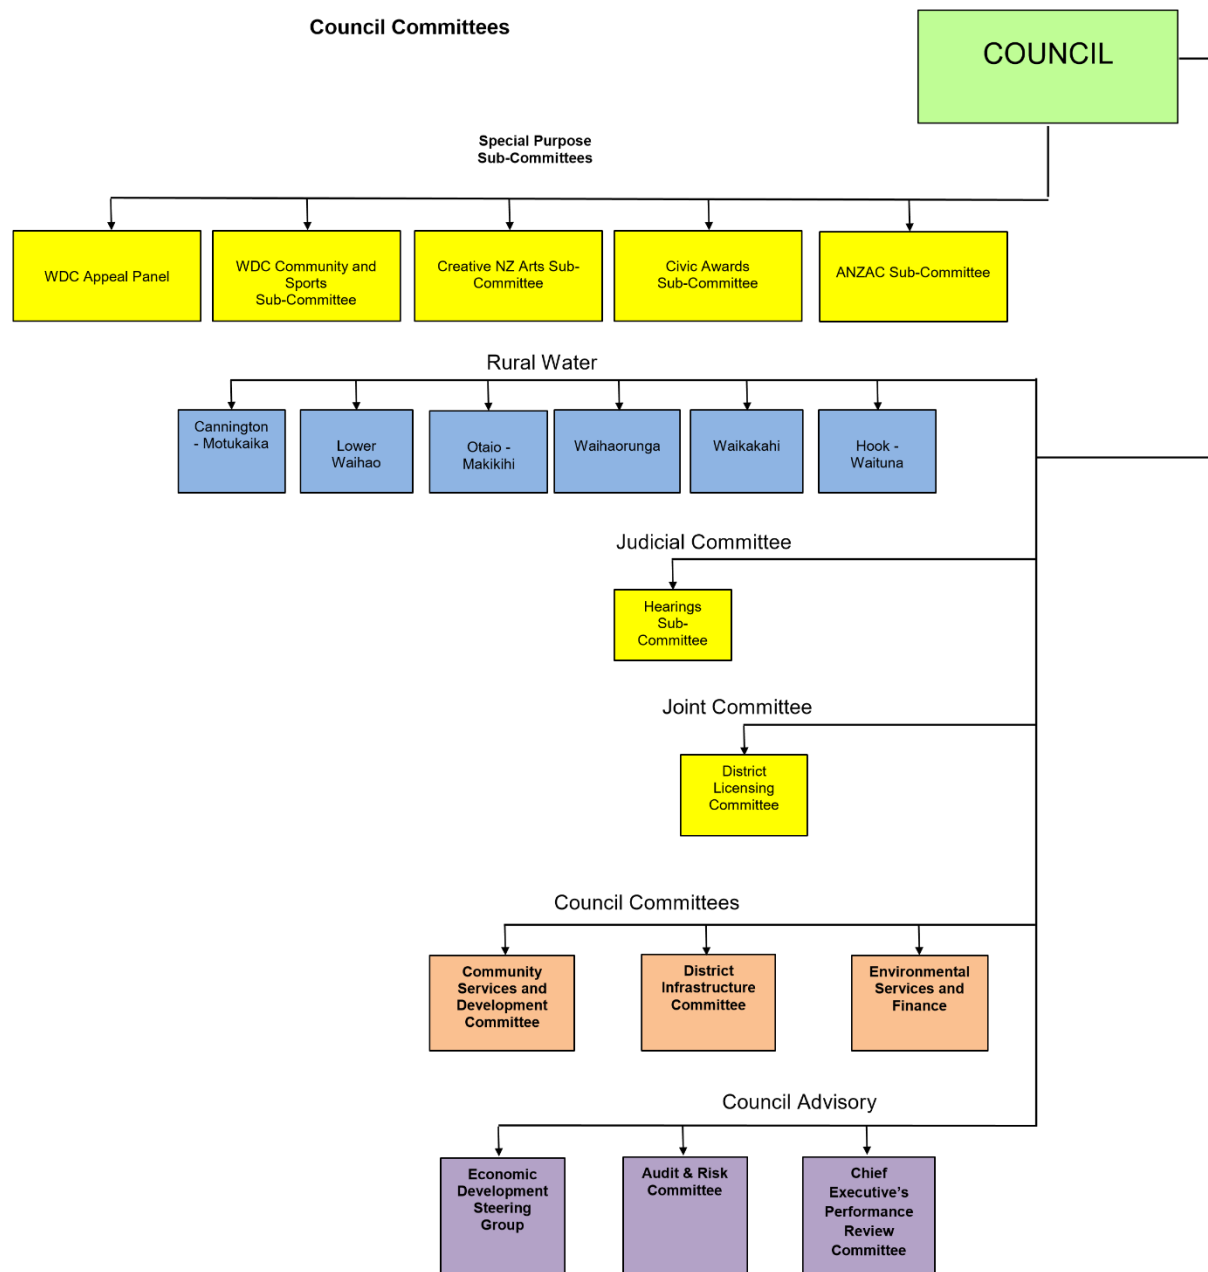 Council Committees
COUNCIL
Special Purpose
Sub-Committees
WDC Appeal Panel
WDC Community and
Sports
Sub-Committee
Creative NZ Arts Sub-
Committee
Civic Awards
Sub-Committee
ANZAC Sub-Committee
Rural Water
Cannington
- Motukaika
Lower
Waihao
Otaio -
Makikihi
Waihaorunga
Waikakahi
Hook -
Waituna
Judicial Committee
Hearings
Sub-
Committee
Joint Committee
District
Licensing
Committee
Council Committees
Community
Services and
Development
Committee
District
Infrastructure
Committee
Environmental
Services and
Finance
Council Advisory
Economic
Development
Steering
Group
Audit & Risk
Committee
Chief
Executive’s
Performance
Review
Committee